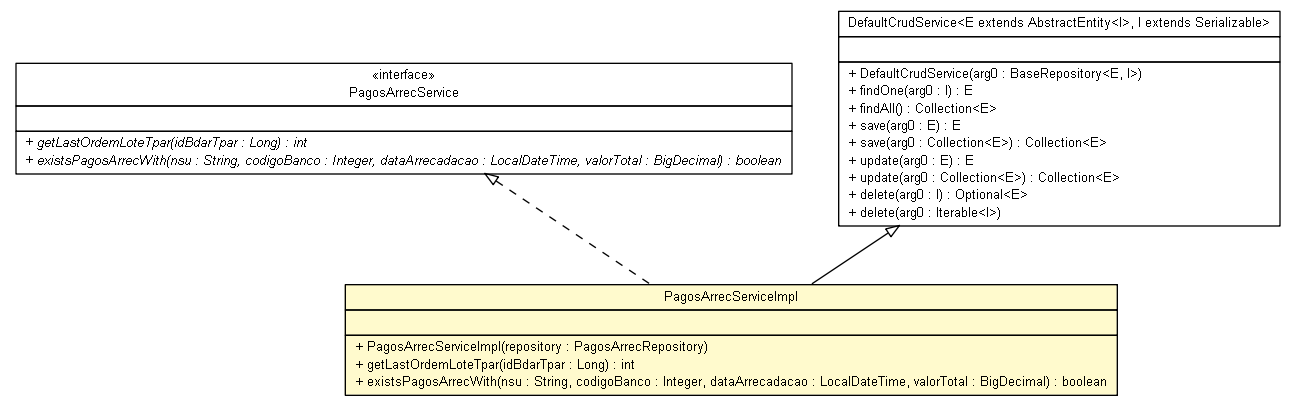 «interface»
PagosArrecService
+ getLastOrdemLoteTpar(idBdarTpar : Long) : int
+ existsPagosArrecWith(nsu : String, codigoBanco : Integer, dataArrecadacao : LocalDateTime, valorTotal : BigDecimal) : boolean
DefaultCrudService<E extends AbstractEntity<I>, I extends Serializable>
+ DefaultCrudService(arg0 : BaseRepository<E, I>)
+ findOne(arg0 : I) : E
+ findAll() : Collection<E>
+ save(arg0 : E) : E
+ save(arg0 : Collection<E>) : Collection<E>
+ update(arg0 : E) : E
+ update(arg0 : Collection<E>) : Collection<E>
+ delete(arg0 : I) : Optional<E>
+ delete(arg0 : Iterable<I>)
PagosArrecServiceImpl
+ PagosArrecServiceImpl(repository : PagosArrecRepository)
+ getLastOrdemLoteTpar(idBdarTpar : Long) : int
+ existsPagosArrecWith(nsu : String, codigoBanco : Integer, dataArrecadacao : LocalDateTime, valorTotal : BigDecimal) : boolean